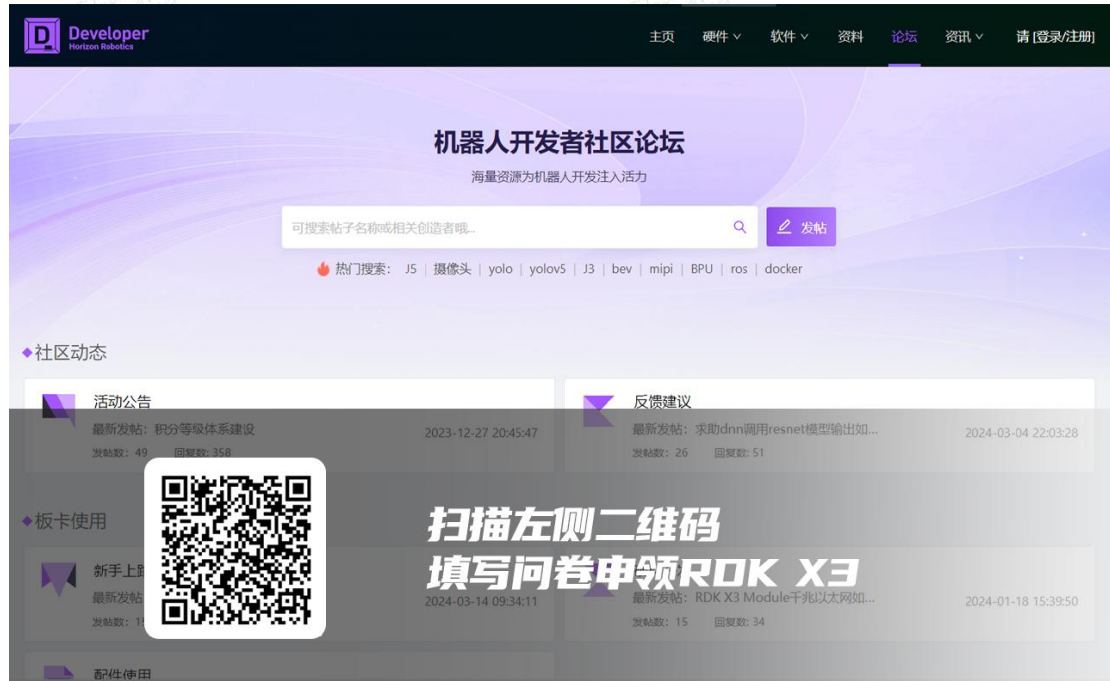 Developer
Horizon Robotics
主页 硬件 软件 资料 论坛 资讯 请 [登录/注册]
机器人开发者社区论坛
海量资源为机器人开发注入活力
可搜索帖子名称或相关创造者哦...
发帖
热门搜索： J5 | 摄像头 | yolo | yolov5 | J3 | bev | mipi | BPU | ros | docker
社区动态
活动公告
最新发帖：积分等级体系建设 2023-12-27 20:45:47
发帖数：49 回复数: 358
反馈建议
最新发帖：求助dnn调用resnet模型输出如... 2024-03-04 22:03:28
发帖数：26 回复数: 51
扫描左侧二维码
填写问卷申领RDK X3
板卡使用
新手上路
最新发帖 2024-03-14 09:34:11
发帖数：
最新发帖：RDK X3 Module千兆以太网如... 2024-01-18 15:39:50
发帖数：15 回复数: 34
配件使用